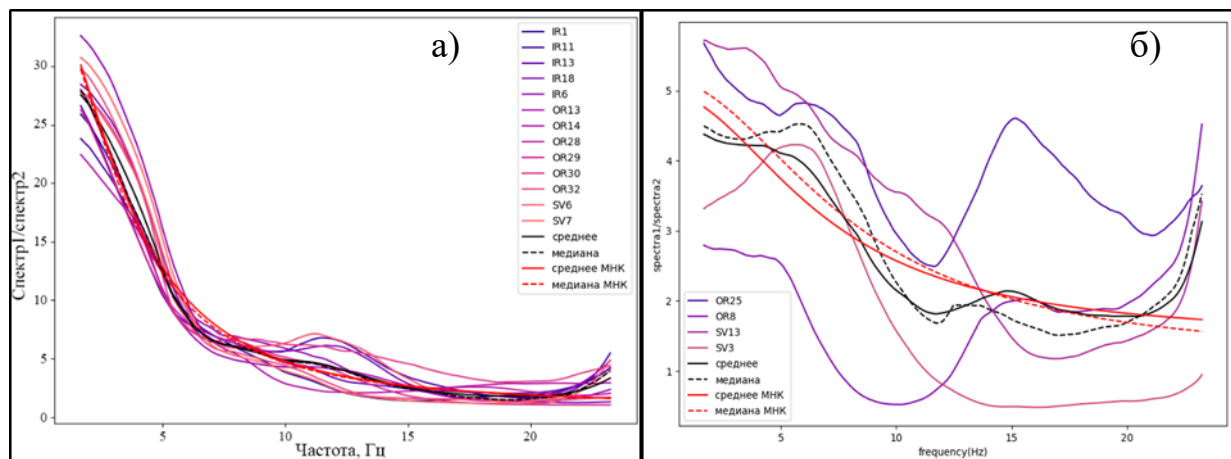 а)
Спектр1/спектр2
30
25
20
15
10
5
0
5
10
15
20
Частота, Гц
IR1
IR11
IR13
IR18
IR6
OR13
OR14
OR28
OR29
OR30
OR32
SV6
SV7
среднее
медиана
среднее МНК
медиана МНК
б)
spectra1/spectra2
5
4
3
2
1
5
10
15
20
frequency(Hz)
OR25
OR8
SV13
SV3
среднее
медиана
среднее МНК
медиана МНК